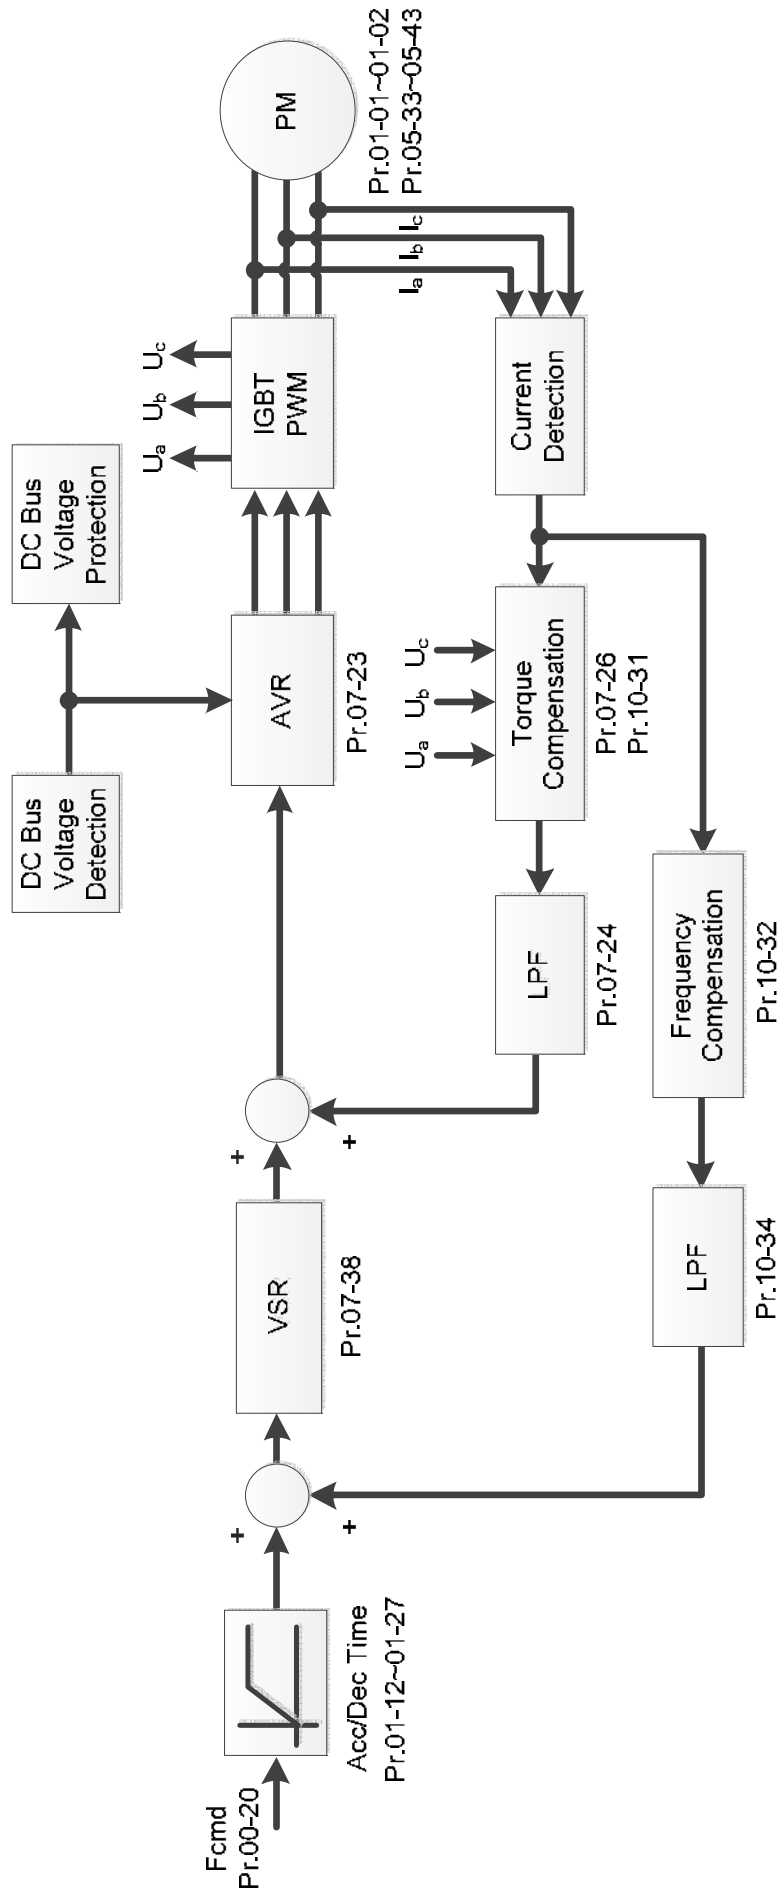 Fcmd
Pr.00-20
Acc/Dec Time
Pr.01-12~01-27
+
+
VSR
Pr.07-38
+
+
DC Bus
Voltage
Detection
DC Bus
Voltage
Protection
AVR
Pr.07-23
Ua
Ub
Uc
IGBT
PWM
PM
Pr.01-01~01-02
Pr.05-33~05-43
Ia
Ib
Ic
Current
Detection
Ua
Ub
Uc
Torque
Compensation
Pr.07-26
Pr.10-31
LPF
Pr.07-24
Frequency
Compensation
Pr.10-32
LPF
Pr.10-34